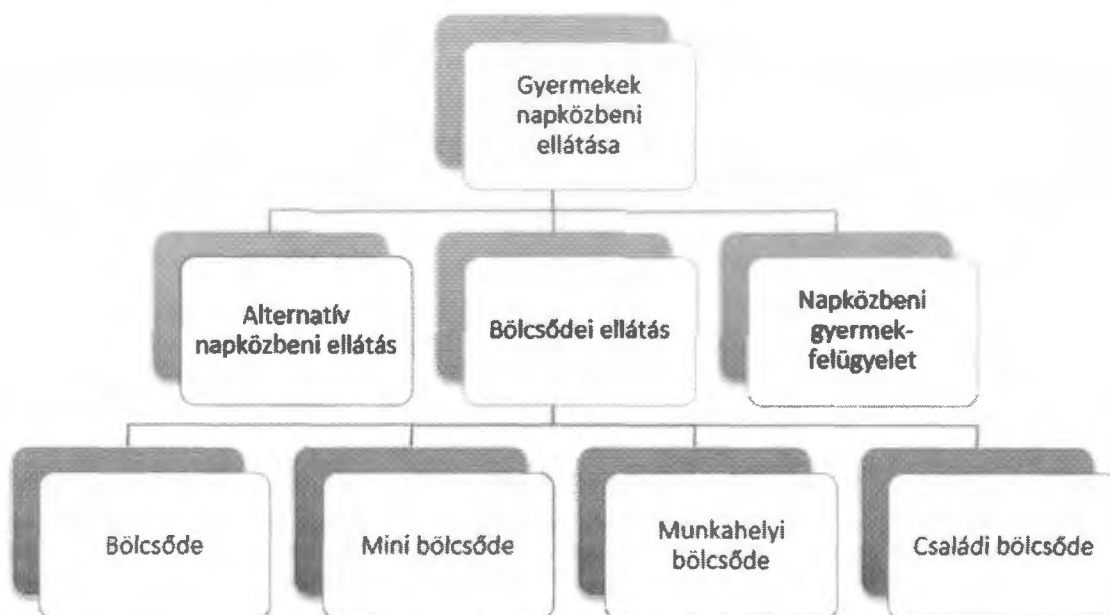 Gyermekek
napközbeni
ellátása
Alternatív
napközbeni ellátás
Bölcsődei ellátás
Napközbeni
gyermek-
felügyelet
Bölcsőde
Mini bölcsőde
Munkahelyi
bölcsőde
Családi bölcsőde